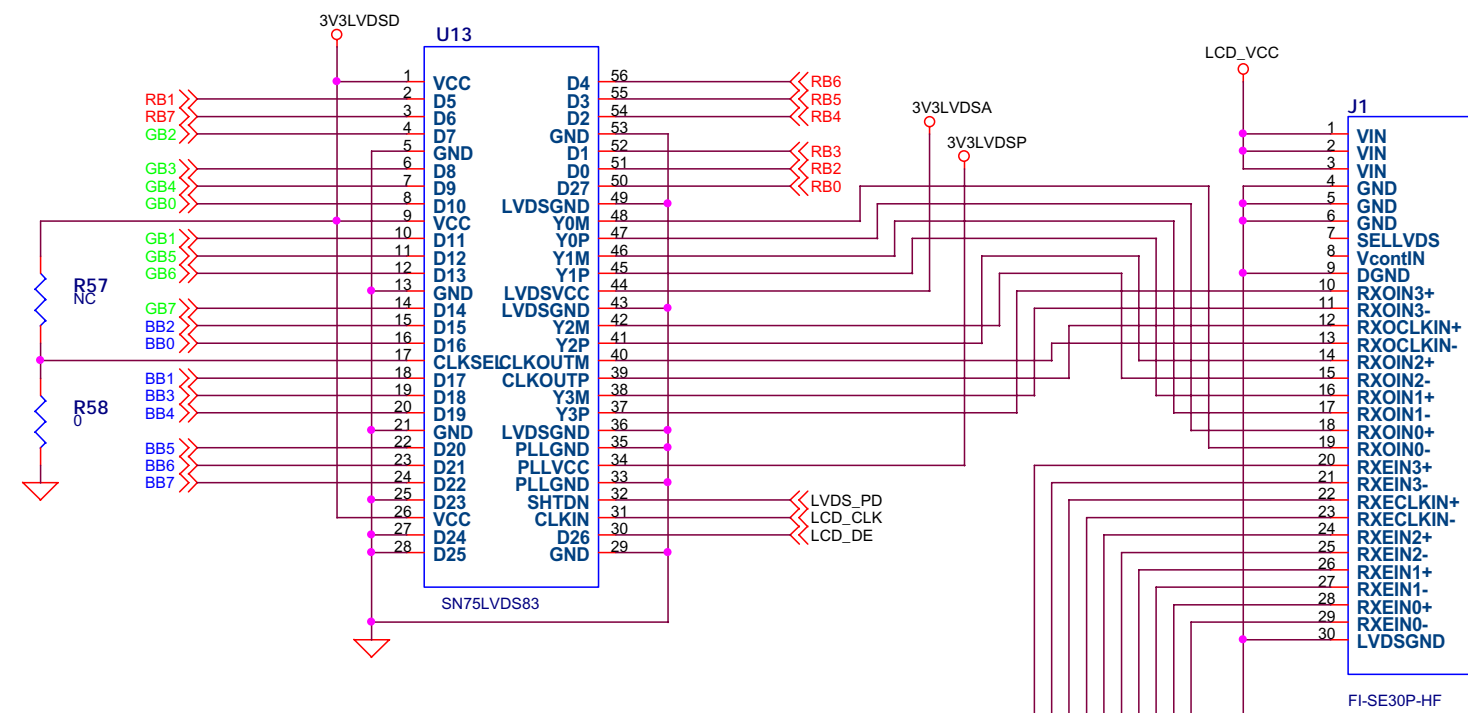 3V3LVDSD
U13
LCD_VCC
J1
3V3LVDSA
3V3LVDSP
1 VCC D4 56 RB6
RB1 2 D5 D3 55 RB5
RB7 3 D6 D2 54 RB4
GB2 4 D7 GND 53
5 GND D1 52 RB3
GB3 6 D8 D0 51 RB2
GB4 7 D9 D27 50 RB0
GB0 8 D10 LVDSGND 49
9 VCC Y0M 48
GB1 10 D11 Y0P 47
GB5 11 D12 Y1M 46
GB6 12 D13 Y1P 45
13 GND LVDSVCC 44
GB7 14 D14 LVDSGND 43
BB2 15 D15 Y2M 42
BB0 16 D16 Y2P 41
17 CLKSEL CLKOUTM 40
BB1 18 D17 CLKOUTP 39
BB3 19 D18 Y3M 38
BB4 20 D19 Y3P 37
21 GND LVDSGND 36
BB5 22 D20 PLLGND 35
BB6 23 D21 PLLVCC 34
BB7 24 D22 PLLGND 33
25 D23 SHTDN 32 LVDS_PD
26 VCC CLKIN 31 LCD_CLK
27 D24 D26 30 LCD_DE
28 D25 GND 29
SN75LVDS83
R57
NC
R58
0
1 VIN
2 VIN
3 VIN
4 GND
5 GND
6 GND
7 SELLVDS
8 VcontIN
9 DGND
10 RXOIN3+
11 RXOIN3-
12 RXOCLKIN+
13 RXOCLKIN-
14 RXOIN2+
15 RXOIN2-
16 RXOIN1+
17 RXOIN1-
18 RXOIN0+
19 RXOIN0-
20 RXEIN3+
21 RXEIN3-
22 RXECLKIN+
23 RXECLKIN-
24 RXEIN2+
25 RXEIN2-
26 RXEIN1+
27 RXEIN1-
28 RXEIN0+
29 RXEIN0-
30 LVDSGND
FI-SE30P-HF